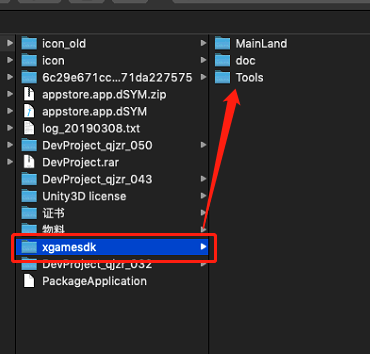 icon_old
icon
6c29e671cc...71da227575
appstore.app.dSYM.zip
appstore.app.dSYM
log_20190308.txt
DevProject_qjzr_050
DevProject.rar
DevProject_qjzr_043
Unity3D license
证书
物料
xgamesdk
DevProject_qjzr_032
PackageApplication
MainLand
doc
Tools